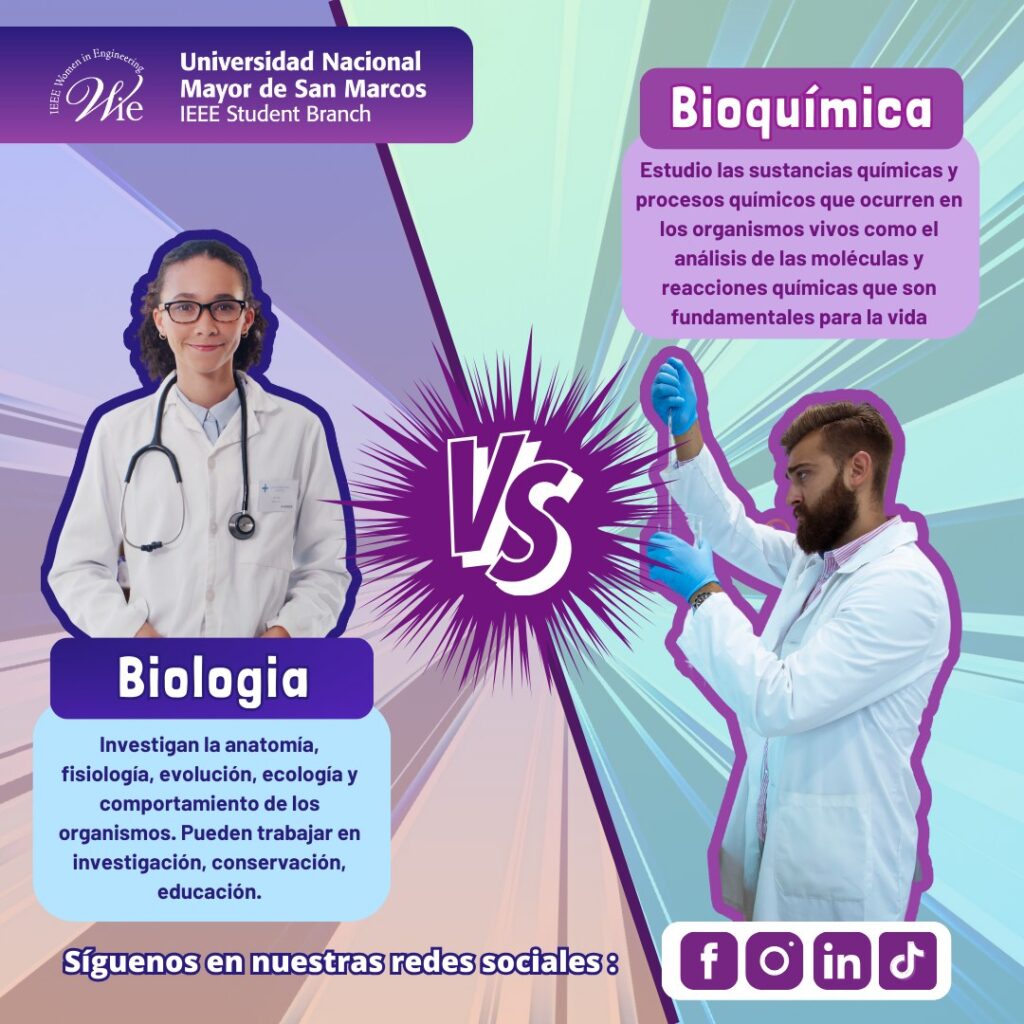 IEEE Women in Engineering
WIE
Universidad Nacional
Mayor de San Marcos
IEEE Student Branch
Bioquímica
Estudio las sustancias químicas y
procesos químicos que ocurren en
los organismos vivos como el
análisis de las moléculas y
reacciones químicas que son
fundamentales para la vida
VS
Biologia
Investigan la anatomía,
fisiología, evolución, ecología y
comportamiento de los
organismos. Pueden trabajar en
investigación, conservación,
educación.
Síguenos en nuestras redes sociales :
f
in